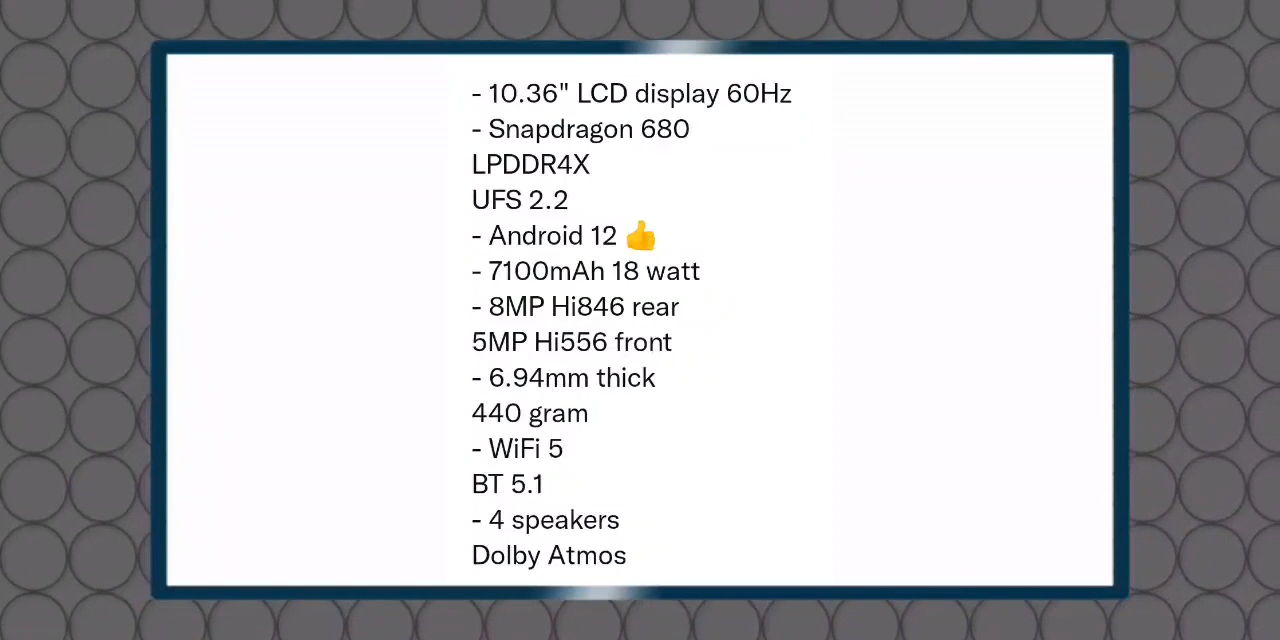 - 10.36" LCD display 60Hz
- Snapdragon 680
LPDDR4X
UFS 2.2
- Android 12 👍
- 7100mAh 18 watt
- 8MP Hi846 rear
5MP Hi556 front
- 6.94mm thick
440 gram
- WiFi 5
BT 5.1
- 4 speakers
Dolby Atmos